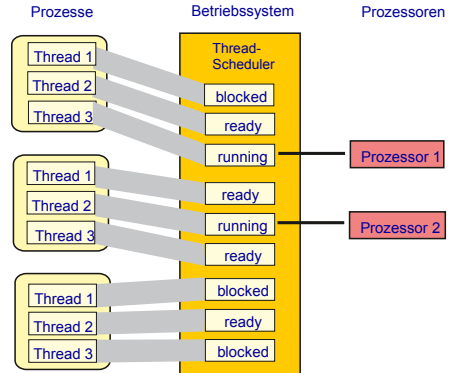 Prozesse
Betriebssystem
Prozessoren
Thread-
Scheduler
Thread 1
Thread 2
Thread 3
blocked
ready
running
Prozessor 1
Thread 1
Thread 2
Thread 3
ready
running
ready
Prozessor 2
Thread 1
Thread 2
Thread 3
blocked
ready
blocked